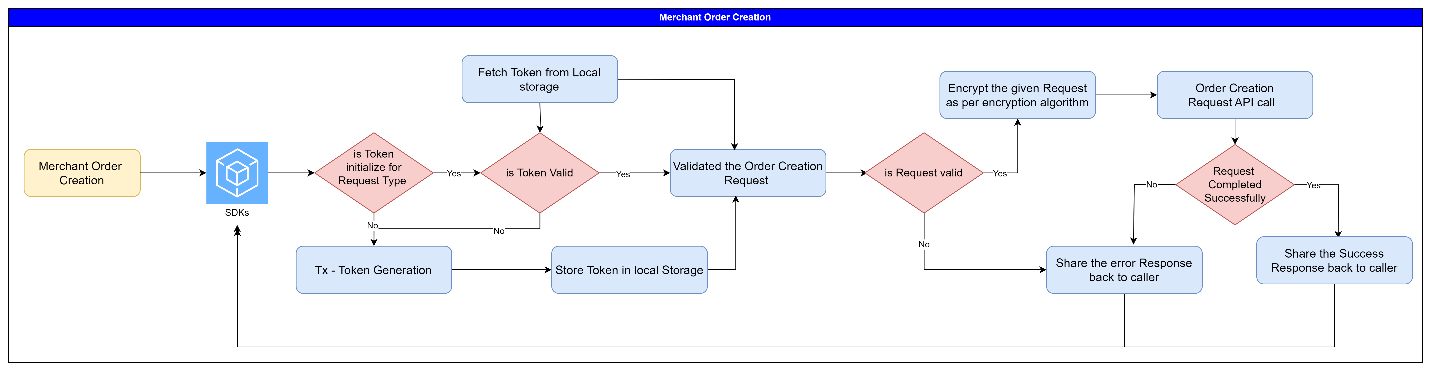 Merchant Order Creation
Fetch Token from Local
storage
Encrypt the given Request
as per encryption algorithm
Order Creation
Request API call
Merchant Order
Creation
SDKs
is Token
initialize for
Request Type
Yes
is Token Valid
Yes
Validated the Order Creation
Request
is Request valid
Yes
No
Request
Completed
Successfully
Yes
No
No
No
Tx - Token Generation
Store Token in local Storage
Share the error Response
back to caller
Share the Success
Response back to caller